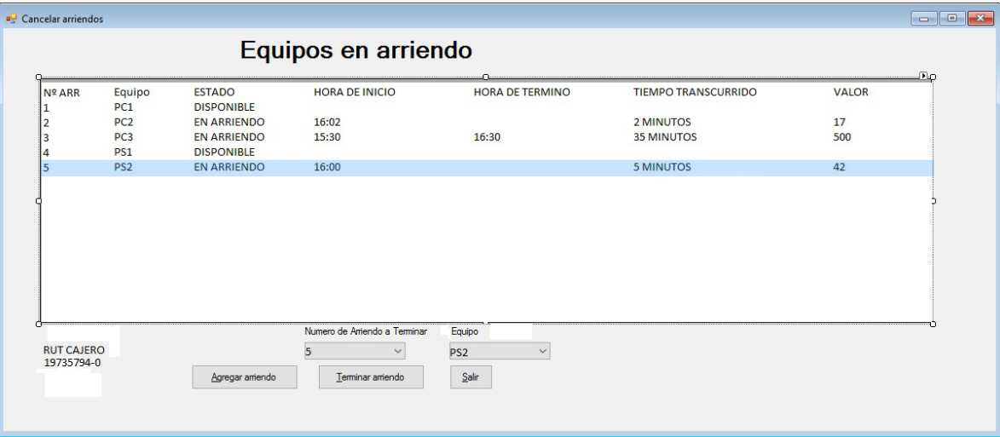 Cancelar arriendos
Equipos en arriendo
Nº ARR Equipo ESTADO HORA DE INICIO HORA DE TERMINO TIEMPO TRANSCURRIDO VALOR
1 PC1 DISPONIBLE
2 PC2 EN ARRIENDO 16:02 2 MINUTOS 17
3 PC3 EN ARRIENDO 15:30 16:30 35 MINUTOS 500
4 PS1 DISPONIBLE
5 PS2 EN ARRIENDO 16:00 5 MINUTOS 42
Numero de Arriendo a Terminar Equipo
RUT CAJERO 5 PS2
19735794-0
Agregar arriendo Terminar arriendo Salir